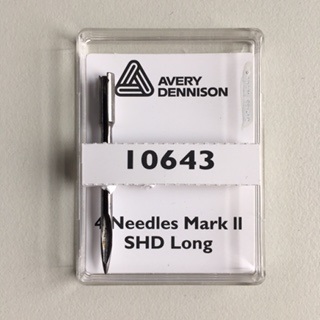 AVERY
DENNISON
10643
4 Needles Mark II
SHD Long